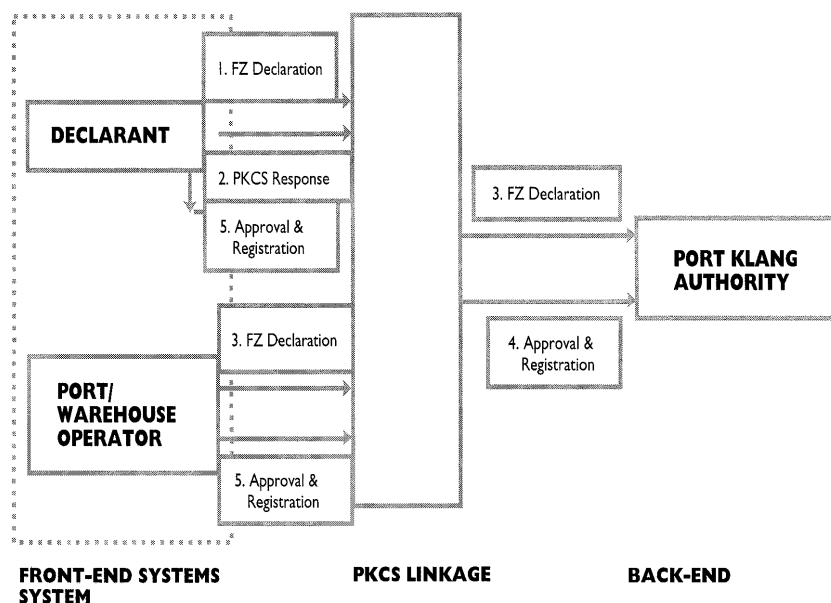 1. FZ Declaration
DECLARANT
2. PKCS Response
5. Approval &
Registration
3. FZ Declaration
PORT/
WAREHOUSE
OPERATOR
5. Approval &
Registration
3. FZ Declaration
PORT KLANG
AUTHORITY
4. Approval &
Registration
FRONT-END SYSTEMS
SYSTEM
PKCS LINKAGE
BACK-END